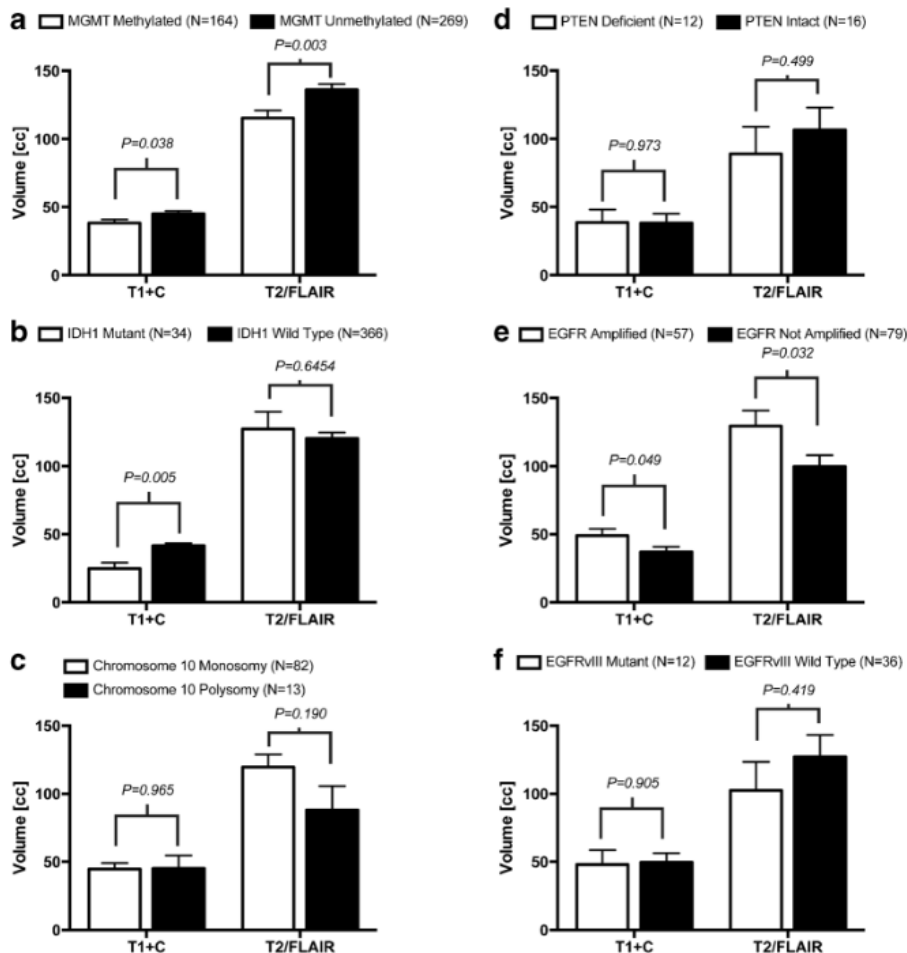 a MGMT Methylated (N=164) MGMT Unmethylated (N=269)
P=0.003
P=0.038
150
100
50
0
Volume [cc]
T1+C T2/FLAIR
b IDH1 Mutant (N=34) IDH1 Wild Type (N=366)
P=0.6454
P=0.005
150
100
50
0
Volume [cc]
T1+C T2/FLAIR
c Chromosome 10 Monosomy (N=82)
Chromosome 10 Polysomy (N=13)
P=0.190
P=0.965
150
100
50
0
Volume [cc]
T1+C T2/FLAIR
d PTEN Deficient (N=12) PTEN Intact (N=16)
P=0.499
P=0.973
150
100
50
0
Volume [cc]
T1+C T2/FLAIR
e EGFR Amplified (N=57) EGFR Not Amplified (N=79)
P=0.032
P=0.049
150
100
50
0
Volume [cc]
T1+C T2/FLAIR
f EGFRvIII Mutant (N=12) EGFRvIII Wild Type (N=36)
P=0.419
P=0.905
150
100
50
0
Volume [cc]
T1+C T2/FLAIR